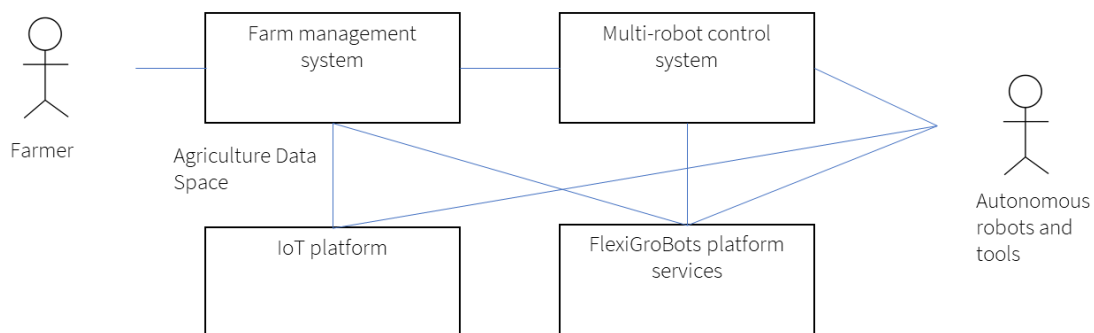 Farm management
system
Multi-robot control
system
Farmer
Agriculture Data
Space
Autonomous
robots and
tools
IoT platform
FlexiGroBots platform
services